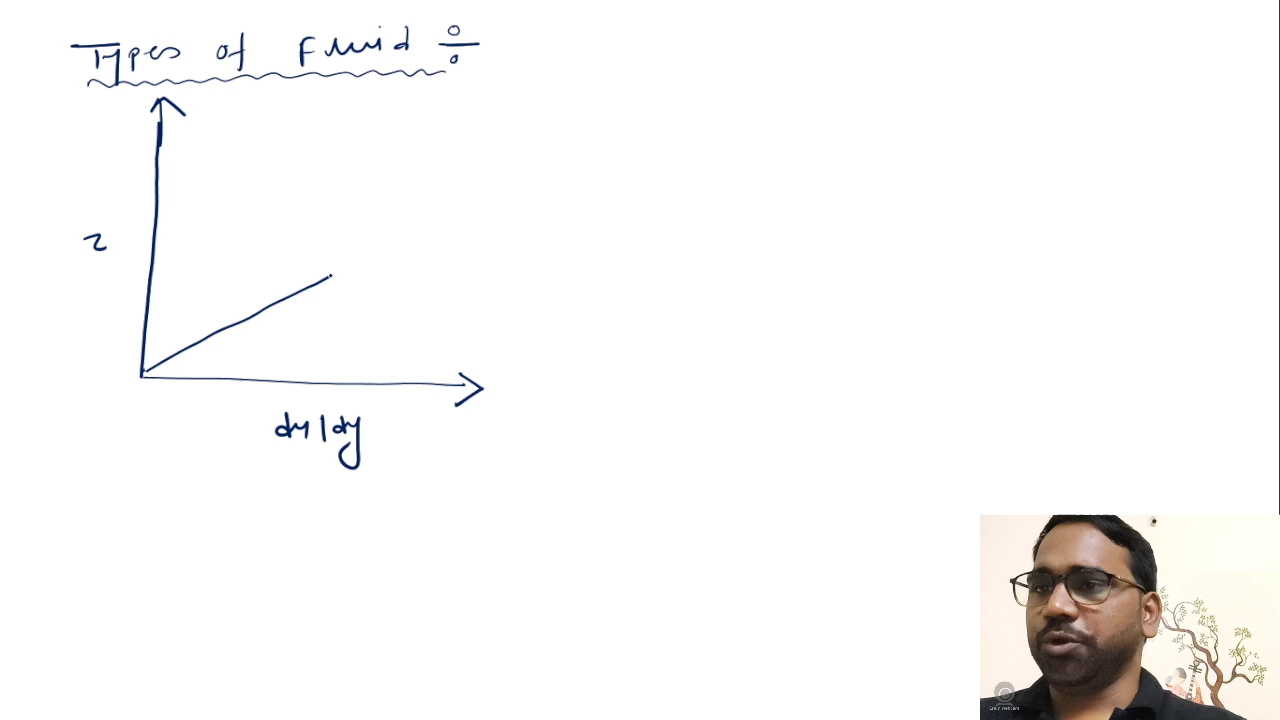 Types of Fluid :-
τ
du/dy